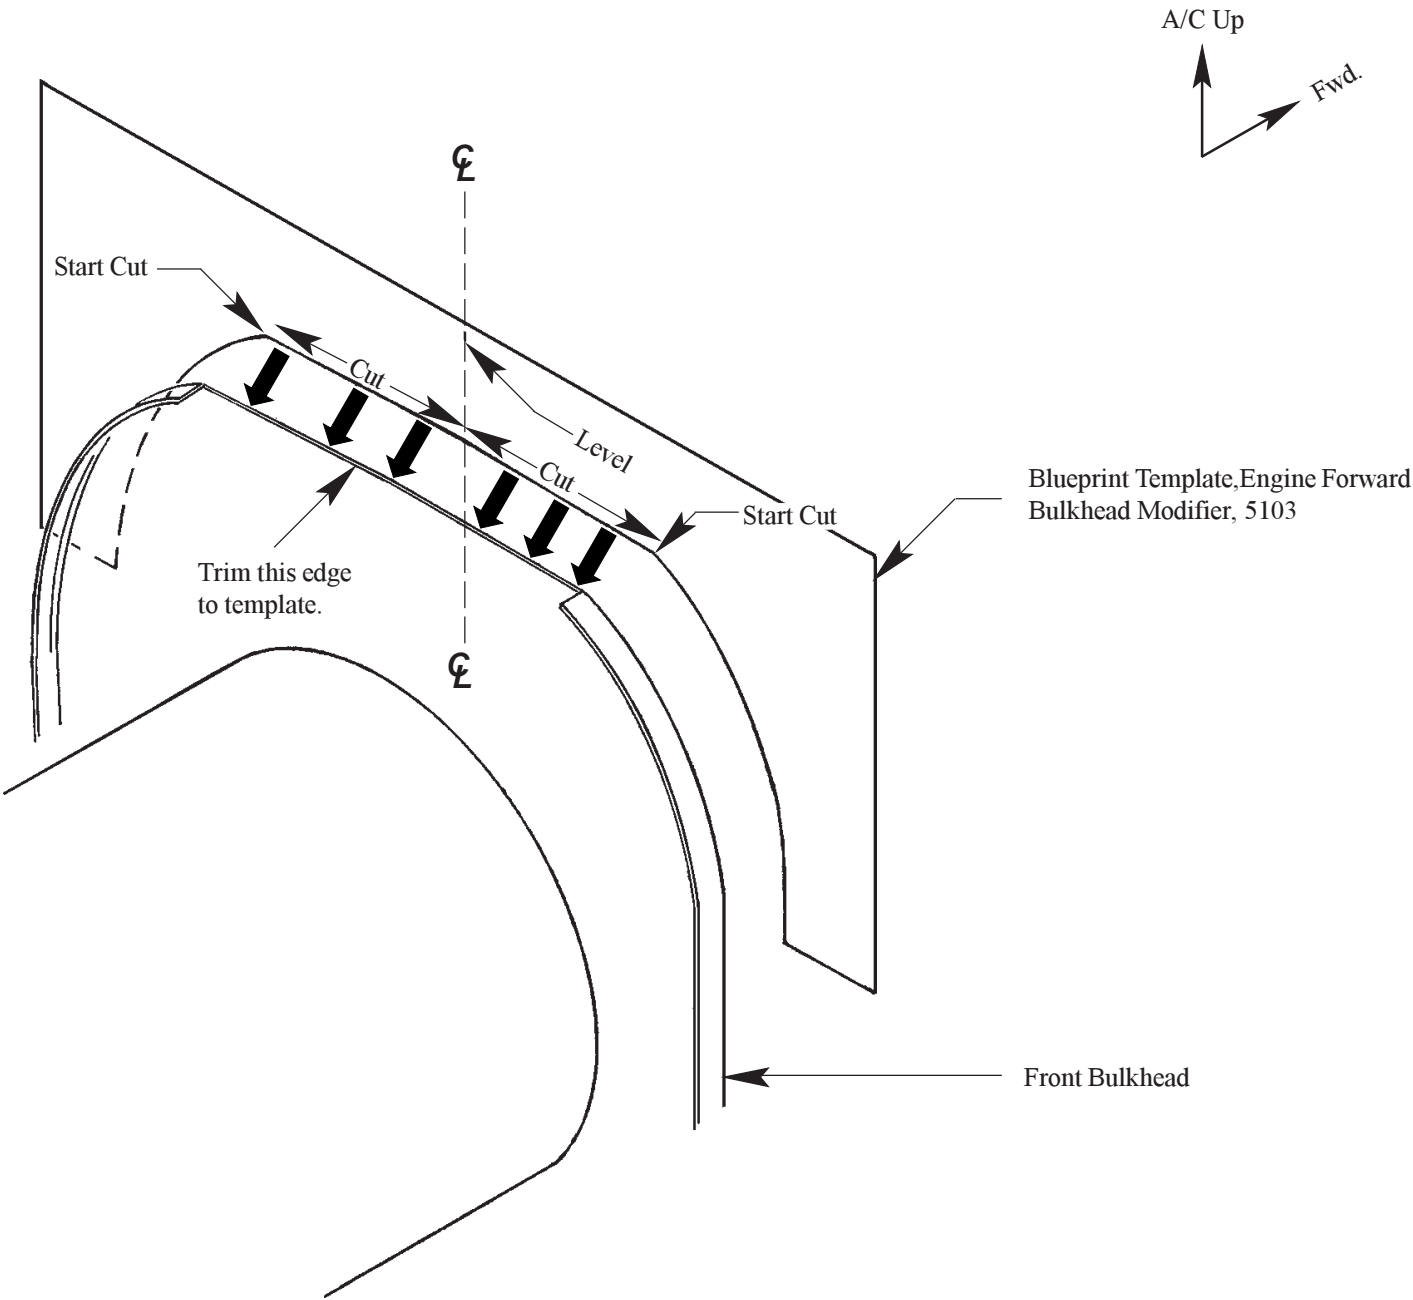 A/C Up
Fwd.
℄
Start Cut
Cut
Level
Cut
Blueprint Template,Engine Forward
Bulkhead Modifier, 5103
Start Cut
Trim this edge
to template.
℄
Front Bulkhead